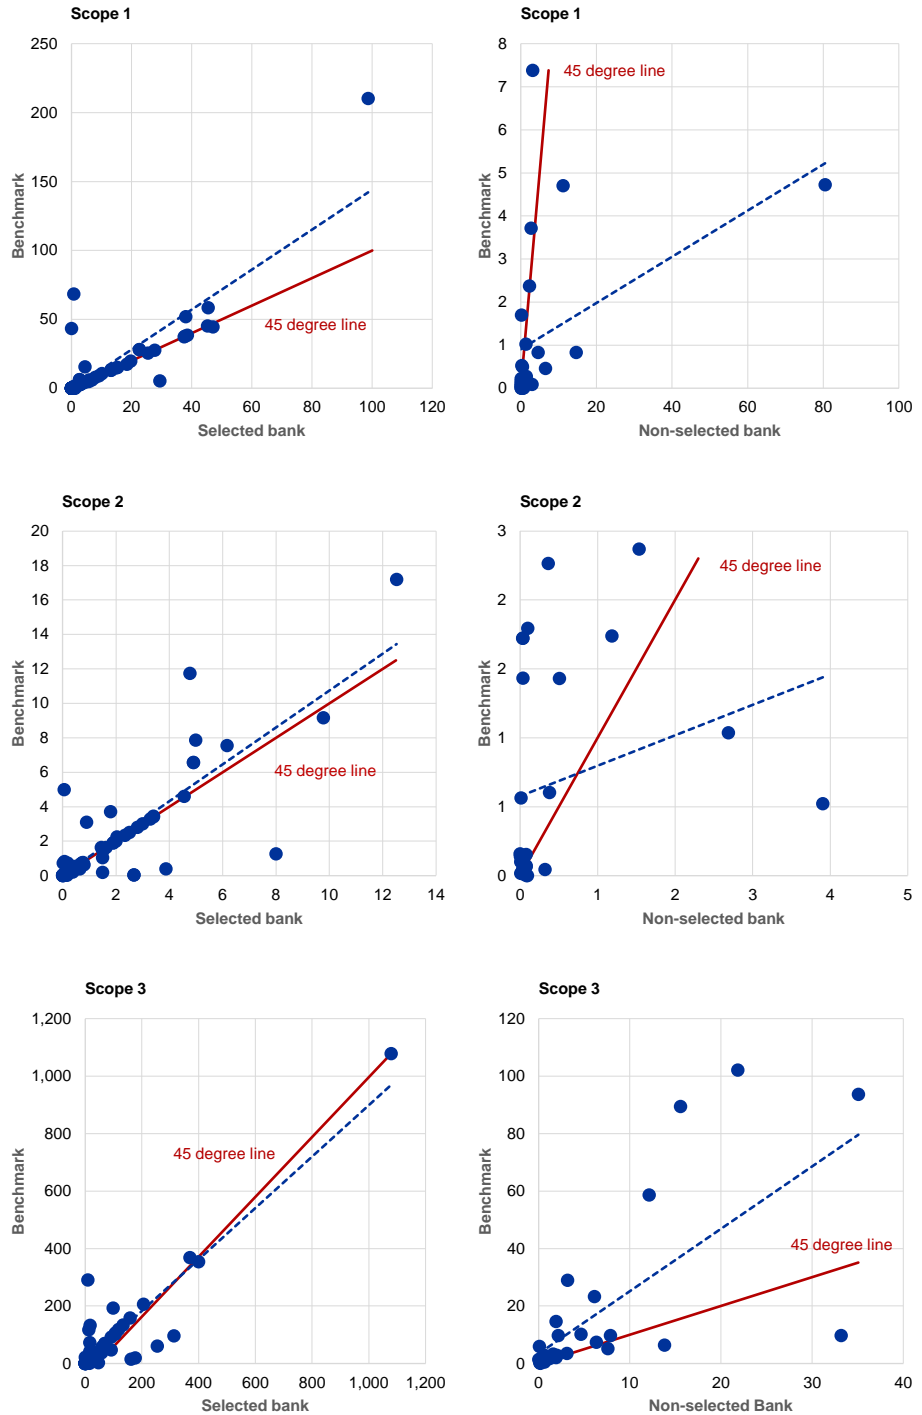 Scope 1
250
200
150
100
50
0
0 20 40 60 80 100 120
Benchmark
Selected bank
45 degree line
Scope 1
8
7
6
5
4
3
2
1
0
0 20 40 60 80 100
Benchmark
Non-selected bank
45 degree line
Scope 2
20
18
16
14
12
10
8
6
4
2
0
0 2 4 6 8 10 12 14
Benchmark
Selected bank
45 degree line
Scope 2
3
2
2
1
1
0
0 1 2 3 4 5
Benchmark
Non-selected bank
45 degree line
Scope 3
1,200
1,000
800
600
400
200
0
0 200 400 600 800 1,000 1,200
Benchmark
Selected bank
45 degree line
Scope 3
120
100
80
60
40
20
0
0 10 20 30 40
Benchmark
Non-selected Bank
45 degree line